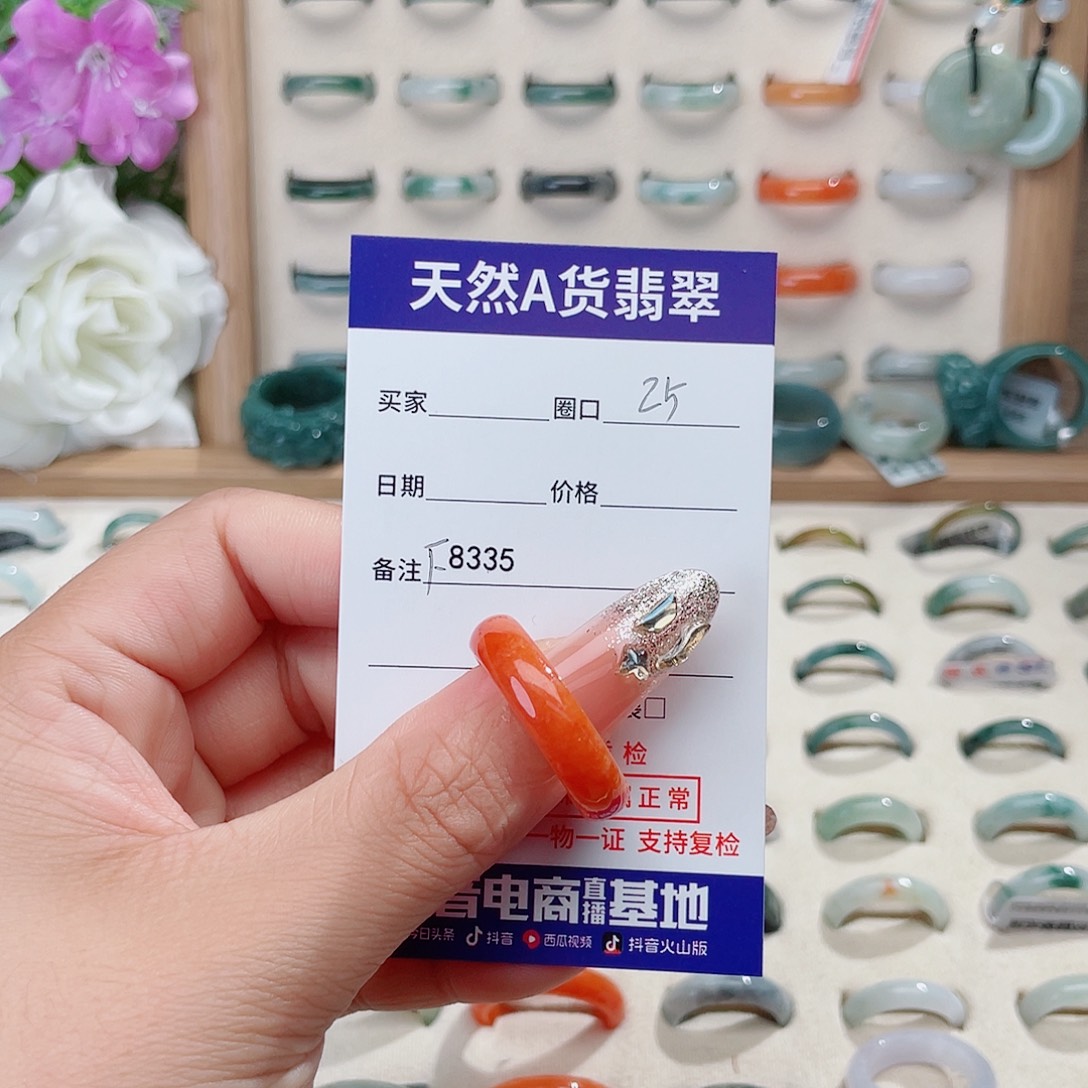 天然A货翡翠
买家 圈口 25
日期 价格
备注 F8335
检
正常
一物一证 支持复检
音电商直播基地
今日头条 抖音 西瓜视频 抖音火山版